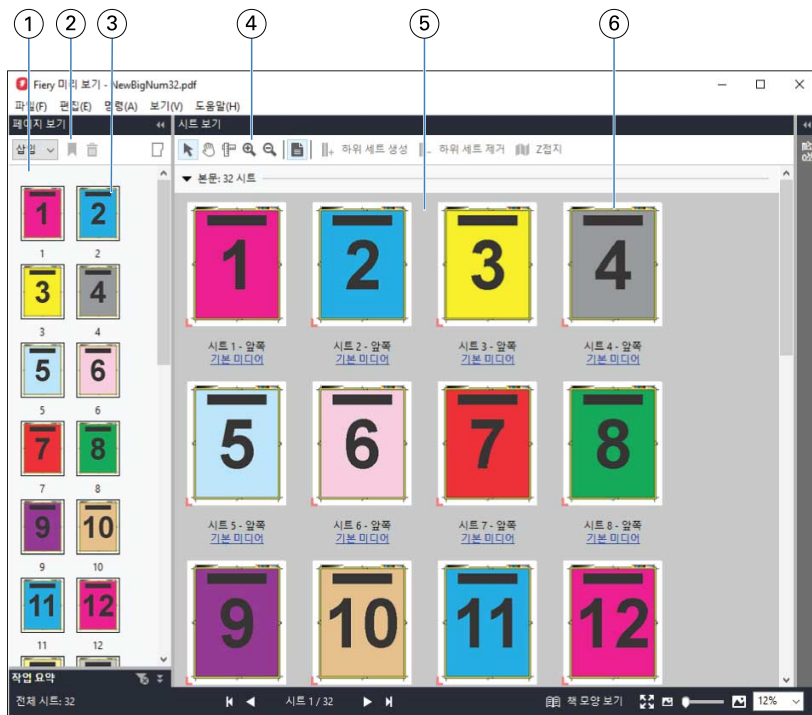 1 2 3 4 5 6
Fiery 미리 보기 - NewBigNum32.pdf
파일(F) 편집(E) 명령(A) 보기(V) 도움말(H)
페이지 보기 시트 보기
삽입 하위 세트 생성 하위 세트 제거 Z접지 설정
본문: 32 시트
1 2
1 2
3 4
3 4
5 6
5 6
7 8
7 8
9 10
9 10
11 12
11 12
1 2 3 4
시트 1 - 앞쪽 시트 2 - 앞쪽 시트 3 - 앞쪽 시트 4 - 앞쪽
기본 미디어 기본 미디어 기본 미디어 기본 미디어
5 6 7 8
시트 5 - 앞쪽 시트 6 - 앞쪽 시트 7 - 앞쪽 시트 8 - 앞쪽
기본 미디어 기본 미디어 기본 미디어 기본 미디어
9 10 11 12
작업 요약
전체 시트: 32 시트 1 / 32 책 모양 보기 12%